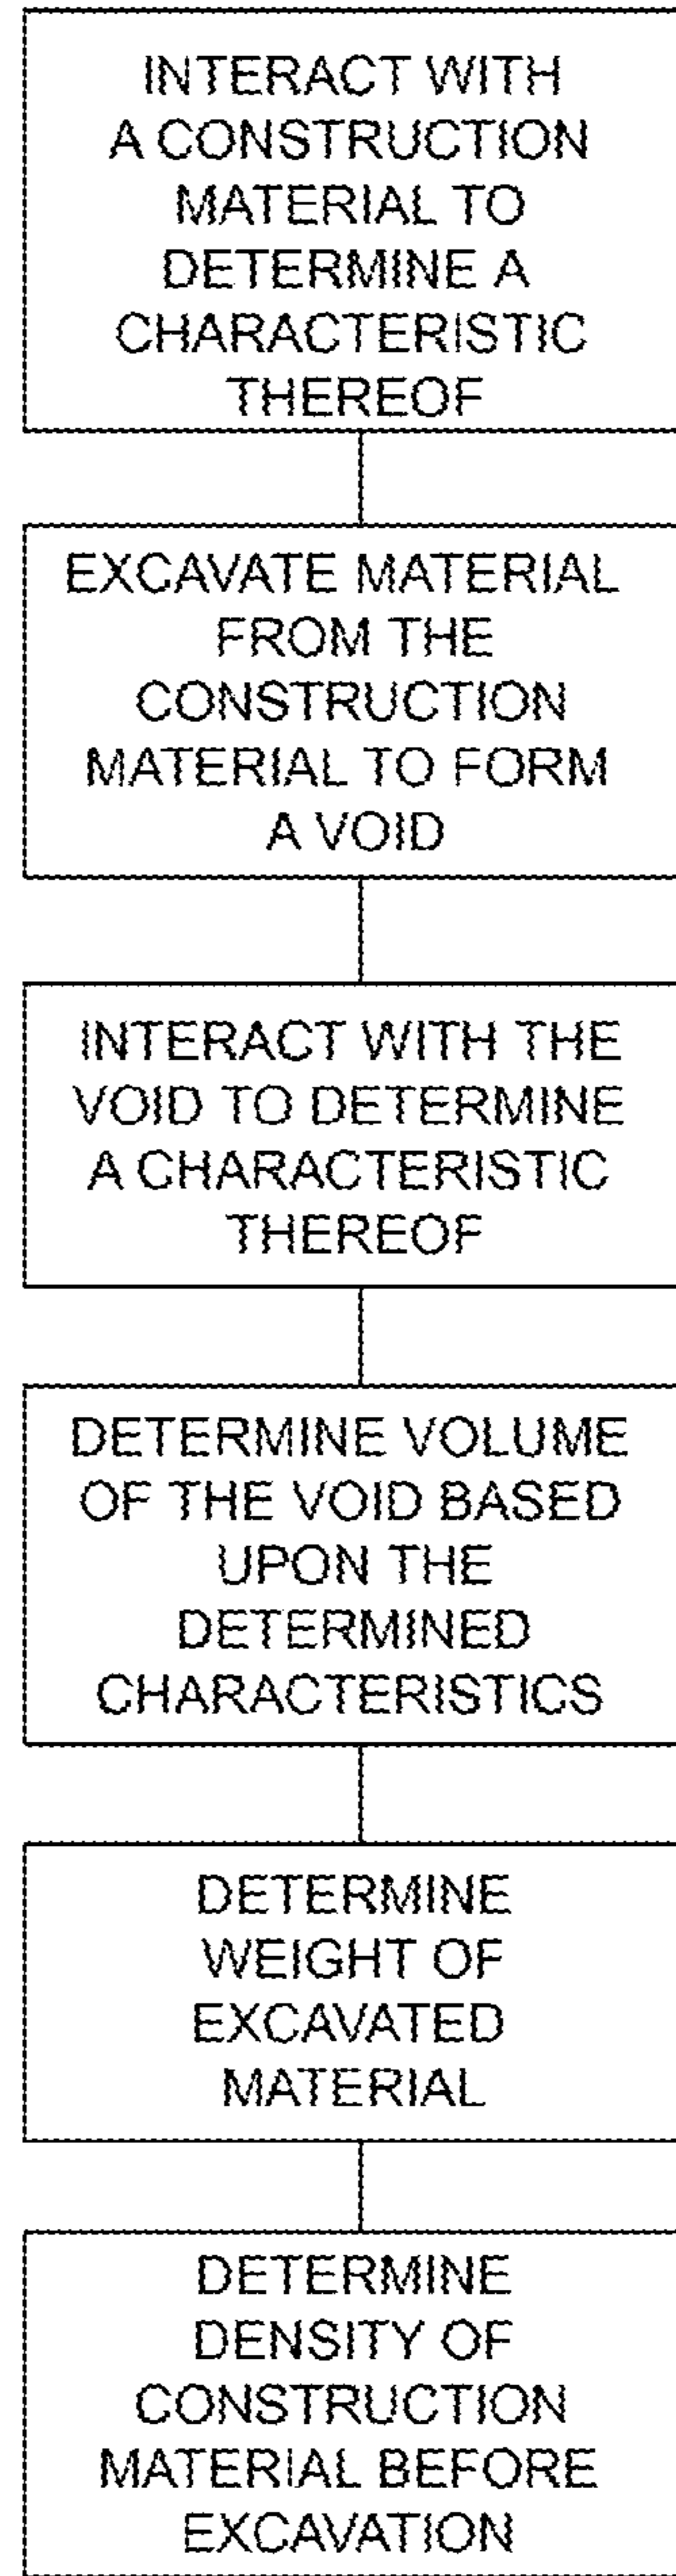 INTERACT WITH
A CONSTRUCTION
MATERIAL TO
DETERMINE A
CHARACTERISTIC
THEREOF
EXCAVATE MATERIAL
FROM THE
CONSTRUCTION
MATERIAL TO FORM
A VOID
INTERACT WITH THE
VOID TO DETERMINE
A CHARACTERISTIC
THEREOF
DETERMINE VOLUME
OF THE VOID BASED
UPON THE
DETERMINED
CHARACTERISTICS
DETERMINE
WEIGHT OF
EXCAVATED
MATERIAL
DETERMINE
DENSITY OF
CONSTRUCTION
MATERIAL BEFORE
EXCAVATION